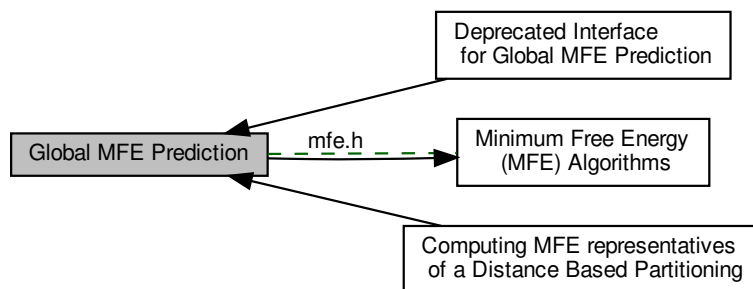 Deprecated Interface
for Global MFE Prediction
Global MFE Prediction
mfe.h
Minimum Free Energy
(MFE) Algorithms
Computing MFE representatives
of a Distance Based Partitioning